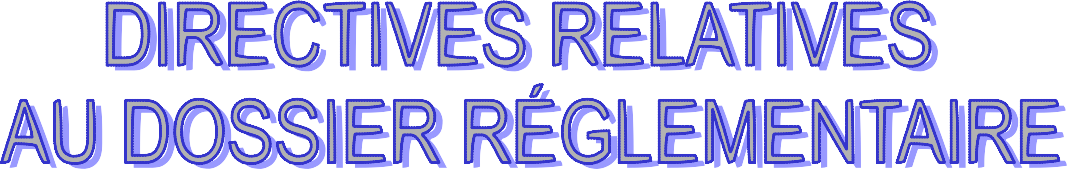 DIRECTIVES RELATIVES
AU DOSSIER RÉGLEMENTAIRE